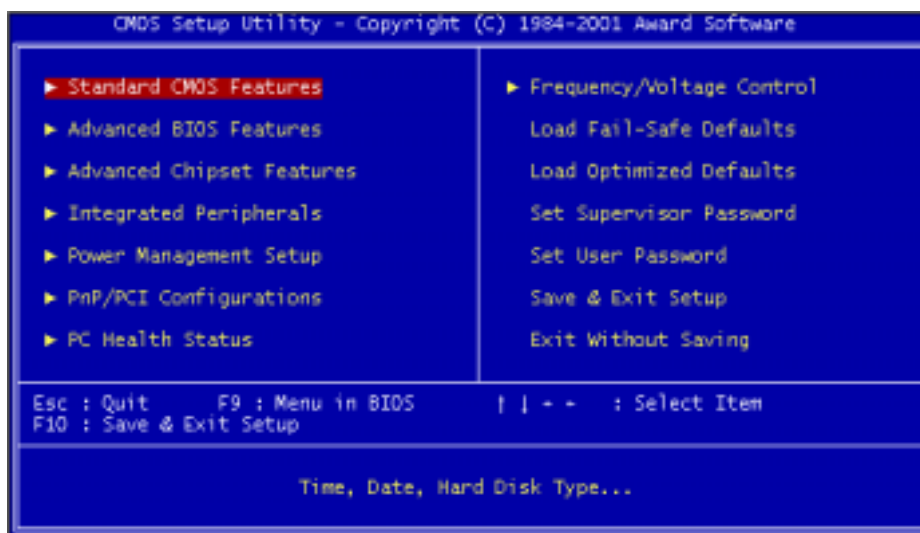 CMOS Setup Utility - Copyright (C) 1984-2001 Award Software
► Standard CMOS Features
► Advanced BIOS Features
► Advanced Chipset Features
► Integrated Peripherals
► Power Management Setup
► PnP/PCI Configurations
► PC Health Status
► Frequency/Voltage Control
Load Fail-Safe Defaults
Load Optimized Defaults
Set Supervisor Password
Set User Password
Save & Exit Setup
Exit Without Saving
Esc : Quit F9 : Menu in BIOS ↑ ↓ → ← : Select Item
F10 : Save & Exit Setup
Time, Date, Hard Disk Type...